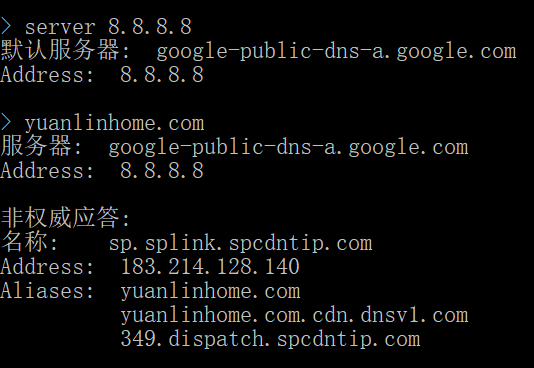 > server 8.8.8.8
默认服务器:  google-public-dns-a.google.com
Address:  8.8.8.8
> yuanlinhome.com
服务器:  google-public-dns-a.google.com
Address:  8.8.8.8
非权威应答:
名称:    sp.splink.spcdntip.com
Address:  183.214.128.140
Aliases:  yuanlinhome.com
          yuanlinhome.com.cdn.dnsv1.com
          349.dispatch.spcdntip.com